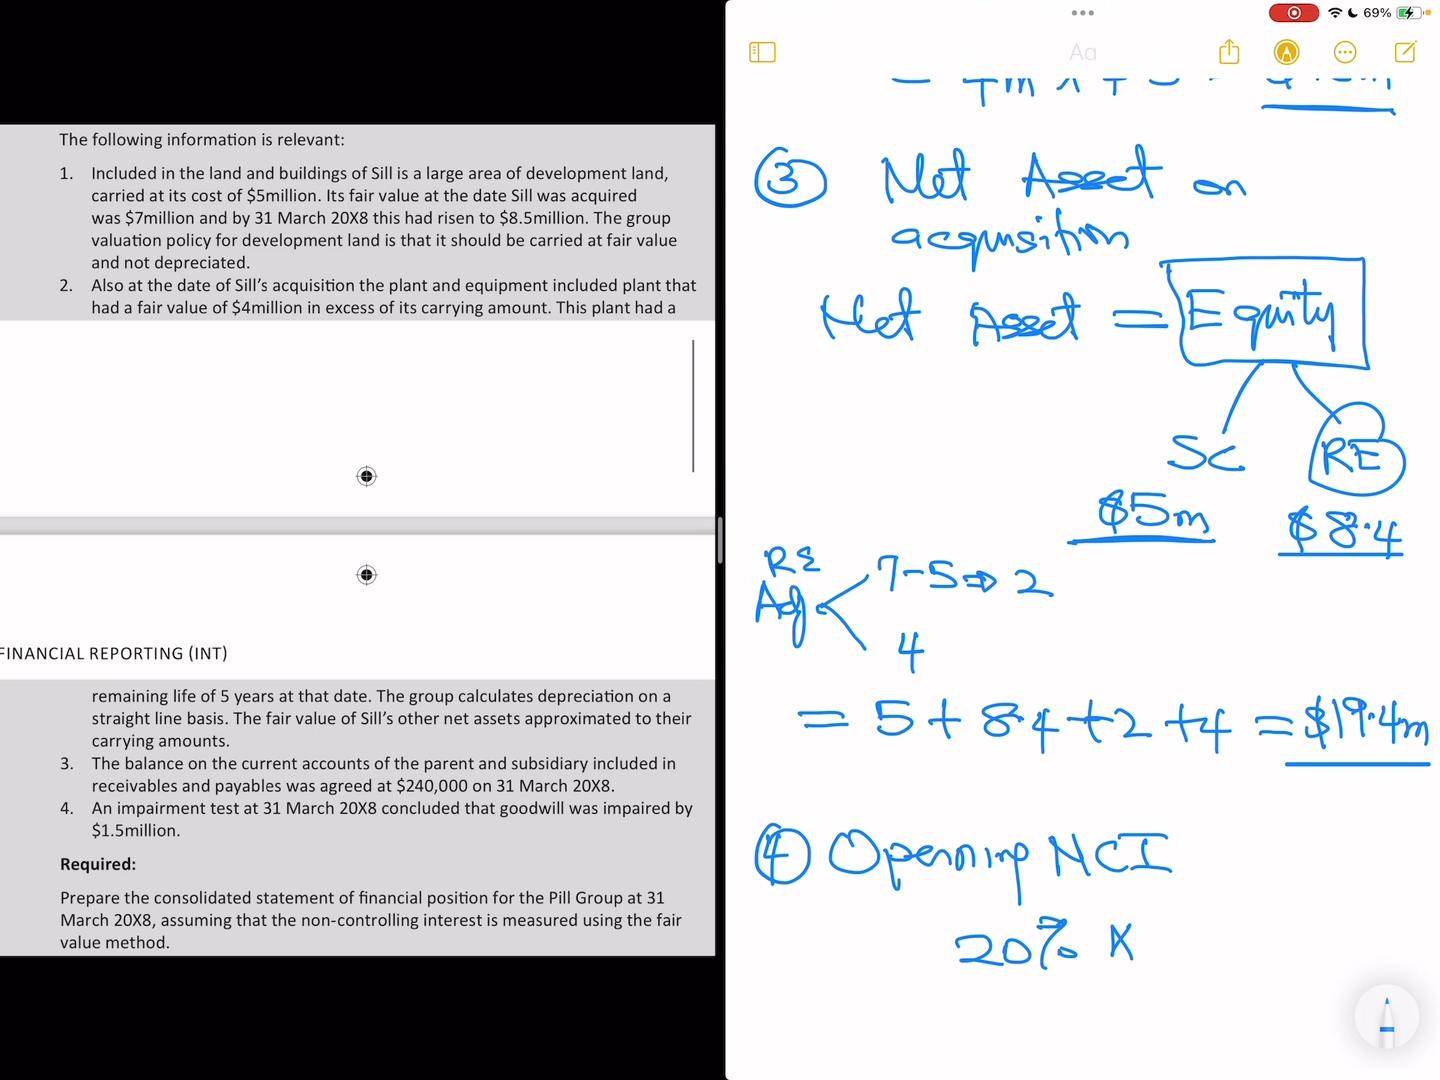 69%
Aa
The following information is relevant:
1. Included in the land and buildings of Sill is a large area of development land,
carried at its cost of $5million. Its fair value at the date Sill was acquired
was $7million and by 31 March 20X8 this had risen to $8.5million. The group
valuation policy for development land is that it should be carried at fair value
and not depreciated.
2. Also at the date of Sill's acquisition the plant and equipment included plant that
had a fair value of $4million in excess of its carrying amount. This plant had a
FINANCIAL REPORTING (INT)
remaining life of 5 years at that date. The group calculates depreciation on a
straight line basis. The fair value of Sill's other net assets approximated to their
carrying amounts.
3. The balance on the current accounts of the parent and subsidiary included in
receivables and payables was agreed at $240,000 on 31 March 20X8.
4. An impairment test at 31 March 20X8 concluded that goodwill was impaired by
$1.5million.
Required:
Prepare the consolidated statement of financial position for the Pill Group at 31
March 20X8, assuming that the non-controlling interest is measured using the fair
value method.
③ Net Asset on
acquisition
Net Asset = Equity
SC RE
$5m $8.4
RE
Adj 7-5 ⇒ 2
4
= 5 + 8.4 + 2 + 4 = $19.4m
④ Openning NCI
20% X